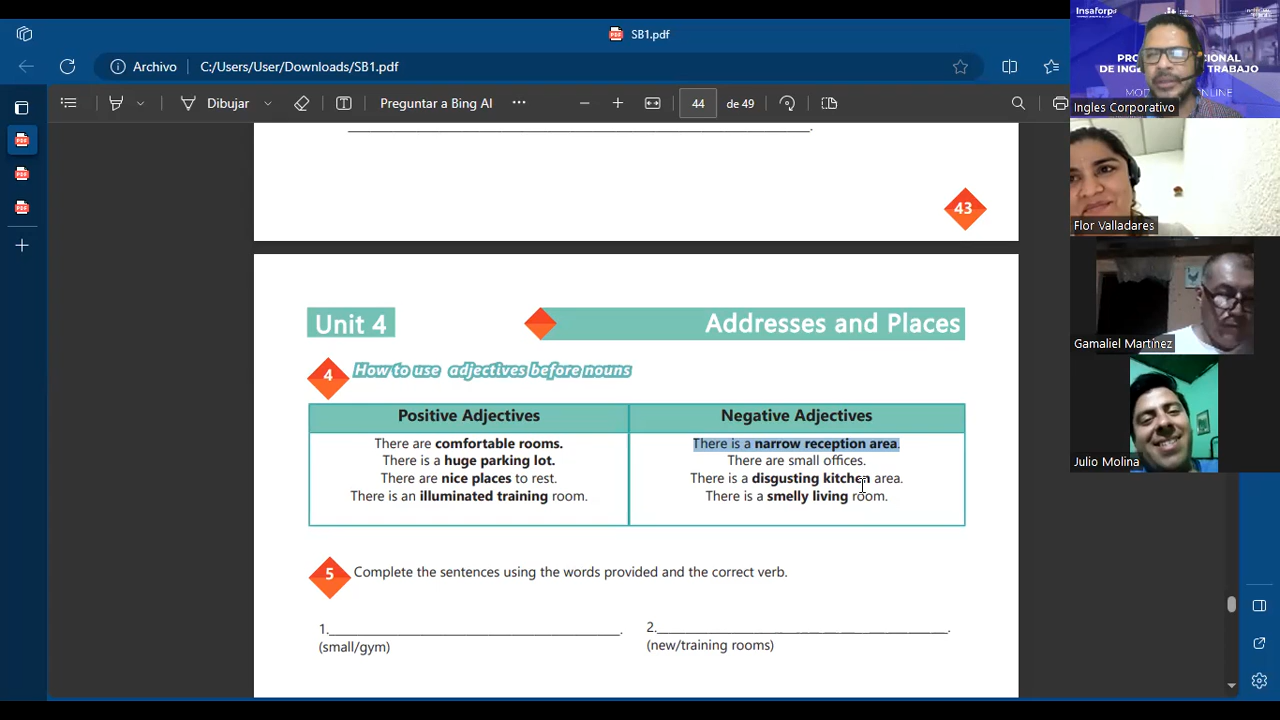 SB1.pdf
Archivo
C:/Users/User/Downloads/SB1.pdf
Dibujar
Preguntar a Bing AI
44
de 49
43
Unit 4
Addresses and Places
4
How to use adjectives before nouns
Positive Adjectives
Negative Adjectives
There are comfortable rooms.
There is a huge parking lot.
There are nice places to rest.
There is an illuminated training room.
There is a narrow reception area.
There are small offices.
There is a disgusting kitchen area.
There is a smelly living room.
5
Complete the sentences using the words provided and the correct verb.
1.
(small/gym)
2.
(new/training rooms)
Insaforp
Ingles Corporativo
Flor Valladares
Gamaliel Martínez
Julio Molina